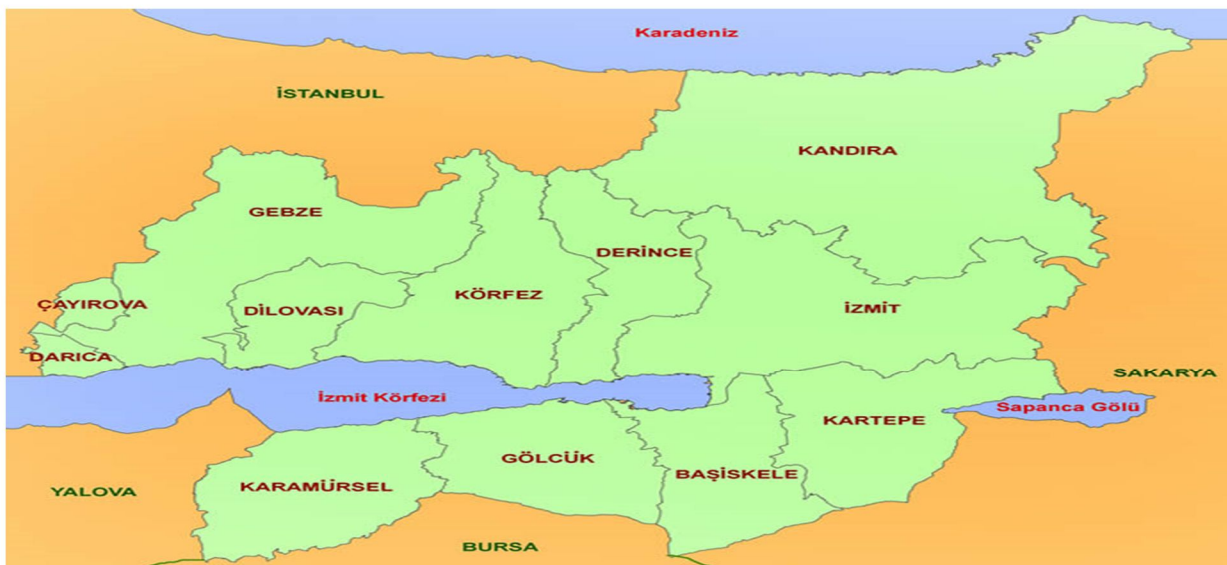 Karadeniz
İSTANBUL
KANDIRA
GEBZE
DERİNCE
KÖRFEZ
ÇAYIROVA
DİLOVASI
İZMİT
DARICA
SAKARYA
İzmit Körfezi
Sapanca Gölü
KARTEPE
GÖLCÜK
BAŞİSKELE
KARAMÜRSEL
YALOVA
BURSA